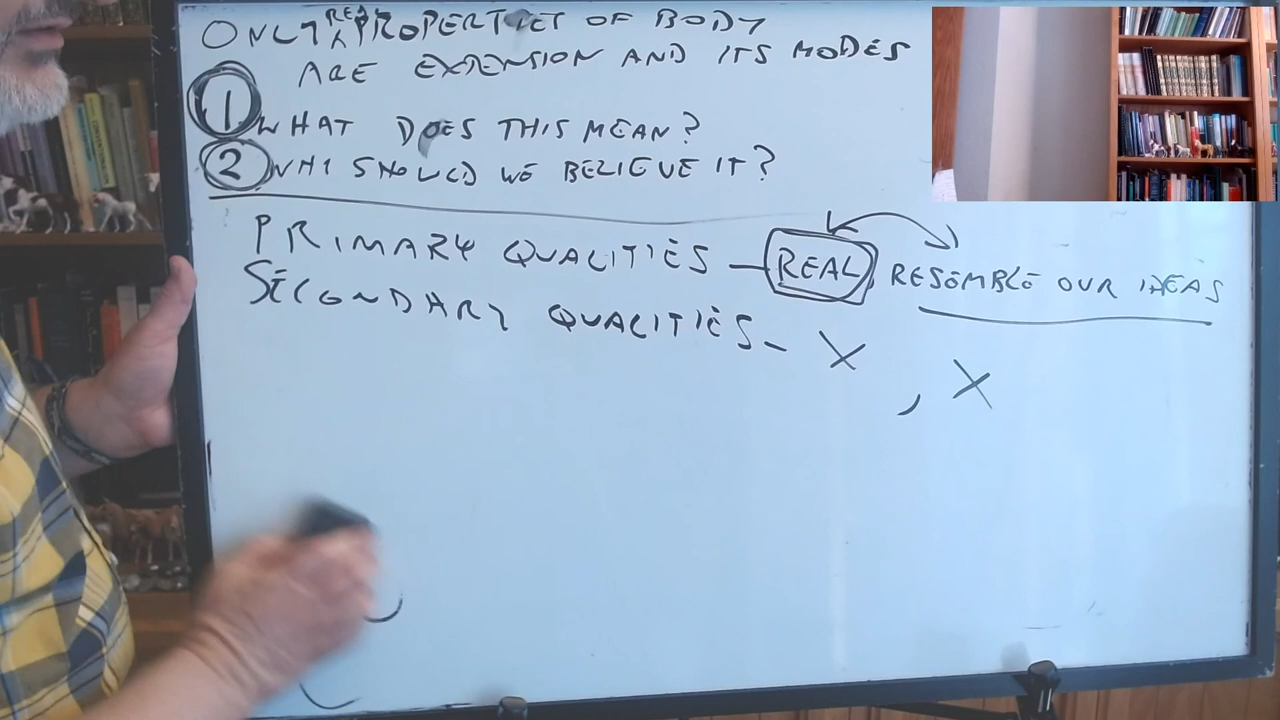 ONLY REAL PROPERTIES OF BODY
ARE EXTENSION AND ITS MODES
1 WHAT DOES THIS MEAN?
2 WHY SHOULD WE BELIEVE IT?
PRIMARY QUALITIES — REAL, RESEMBLE OUR IDEAS
SECONDARY QUALITIES - X , X